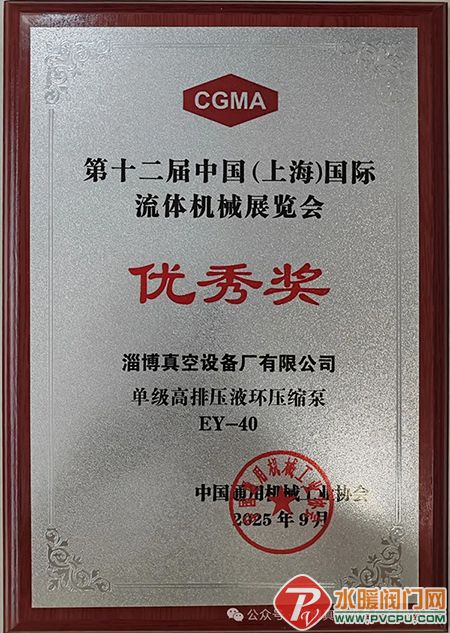 CGMA
第十二届中国(上海)国际
流体机械展览会
优秀奖
淄博真空设备厂有限公司
单级高排压液环压缩泵
EY-40
中国通用机械工业协会
2025年9月
公众号
水暖阀门网
WWW.PVCPU.COM